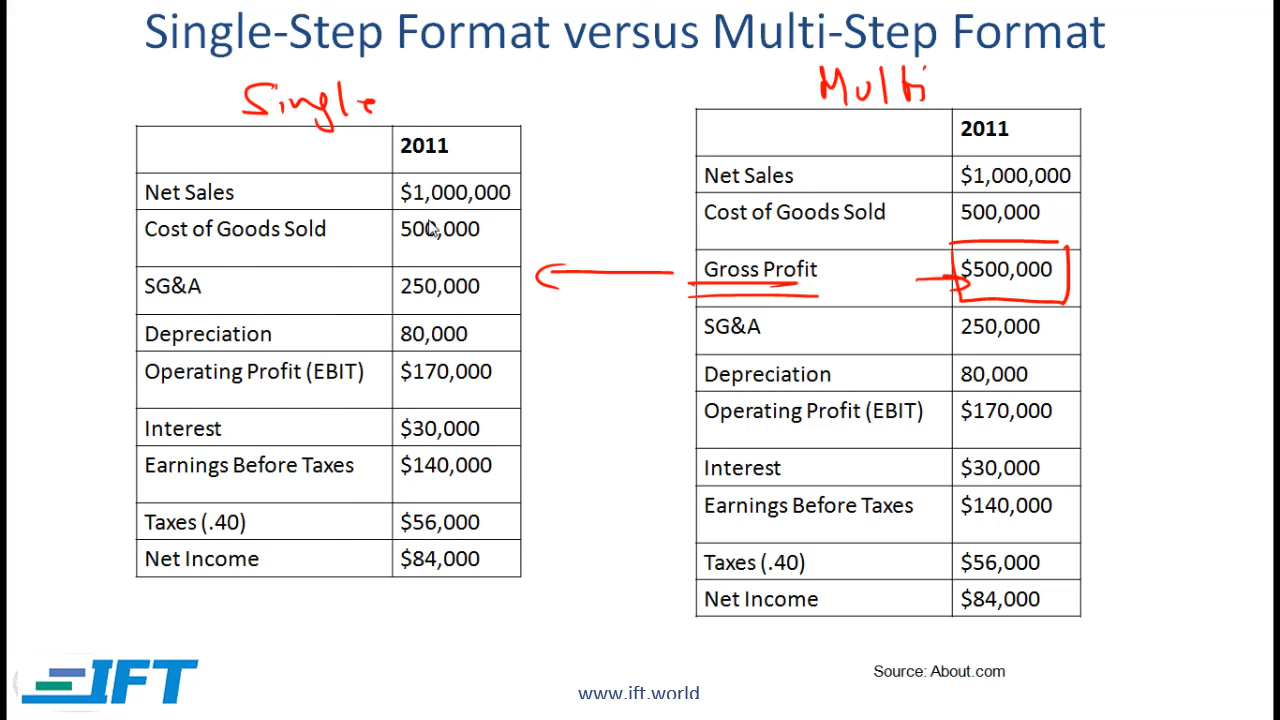 Single-Step Format versus Multi-Step Format
Single
2011
Net Sales $1,000,000
Cost of Goods Sold 500,000
SG&A 250,000
Depreciation 80,000
Operating Profit (EBIT) $170,000
Interest $30,000
Earnings Before Taxes $140,000
Taxes (.40) $56,000
Net Income $84,000
Multi
2011
Net Sales $1,000,000
Cost of Goods Sold 500,000
Gross Profit $500,000
SG&A 250,000
Depreciation 80,000
Operating Profit (EBIT) $170,000
Interest $30,000
Earnings Before Taxes $140,000
Taxes (.40) $56,000
Net Income $84,000
IFT
www.ift.world
Source: About.com